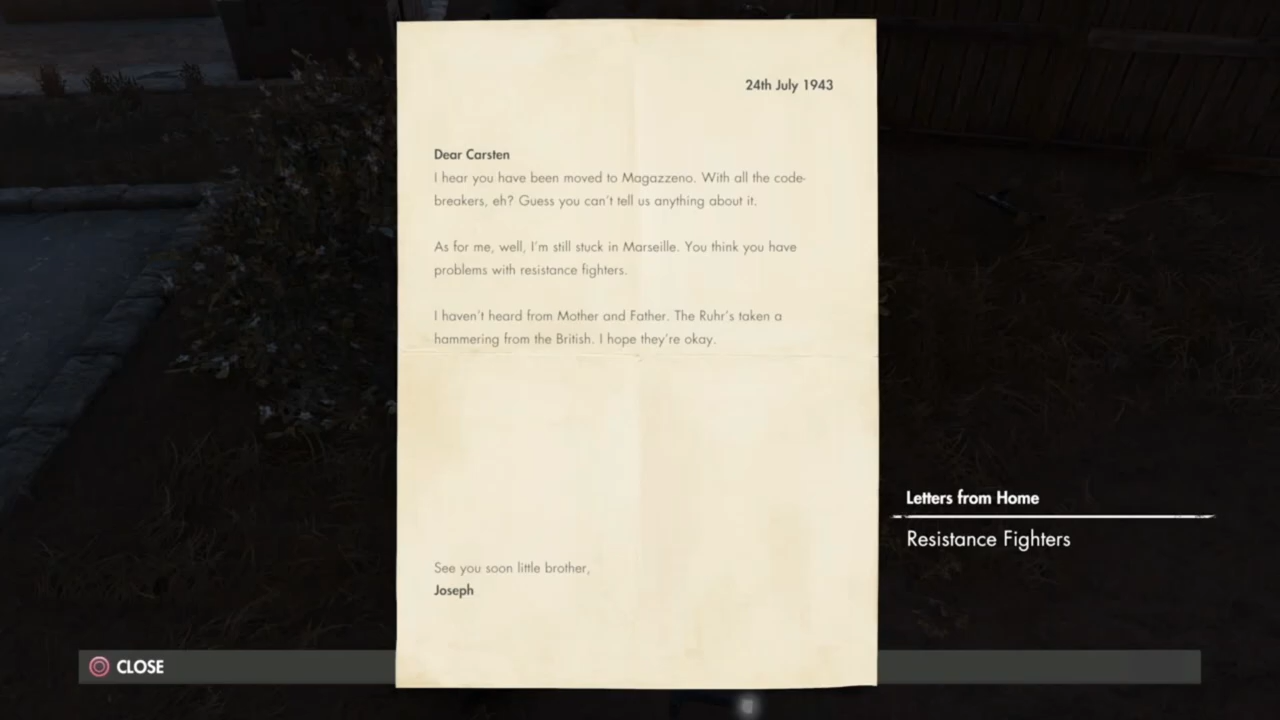 24th July 1943
Dear Carsten
I hear you have been moved to Magazzeno. With all the code-
breakers, eh? Guess you can't tell us anything about it.
As for me, well, I'm still stuck in Marseille. You think you have
problems with resistance fighters.
I haven't heard from Mother and Father. The Ruhr's taken a
hammering from the British. I hope they're okay.
See you soon little brother,
Joseph
Letters from Home
Resistance Fighters
CLOSE